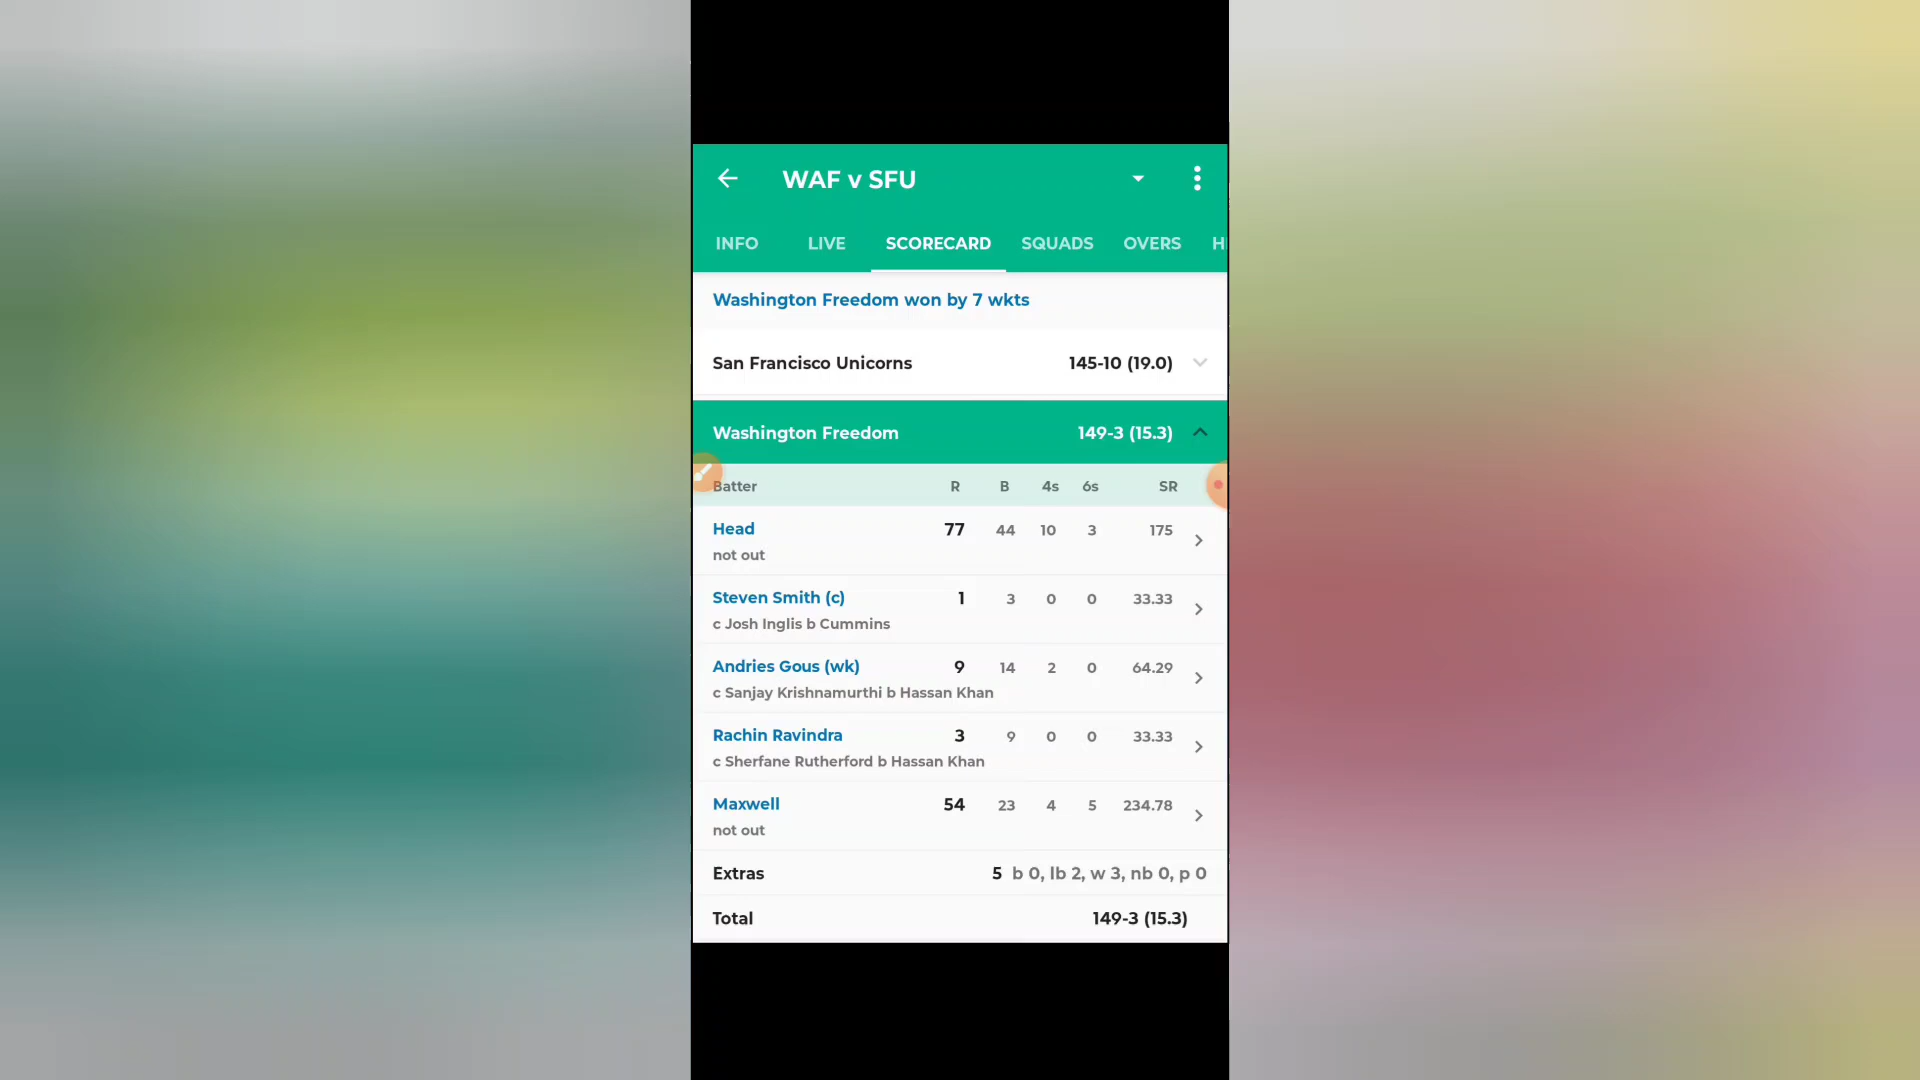 WAF v SFU
INFO LIVE SCORECARD SQUADS OVERS H
Washington Freedom won by 7 wkts
San Francisco Unicorns 145-10 (19.0)
Washington Freedom 149-3 (15.3)
Batter R B 4s 6s SR
Head 77 44 10 3 175
not out
Steven Smith (c) 1 3 0 0 33.33
c Josh Inglis b Cummins
Andries Gous (wk) 9 14 2 0 64.29
c Sanjay Krishnamurthi b Hassan Khan
Rachin Ravindra 3 9 0 0 33.33
c Sherfane Rutherford b Hassan Khan
Maxwell 54 23 4 5 234.78
not out
Extras 5 b 0, lb 2, w 3, nb 0, p 0
Total 149-3 (15.3)